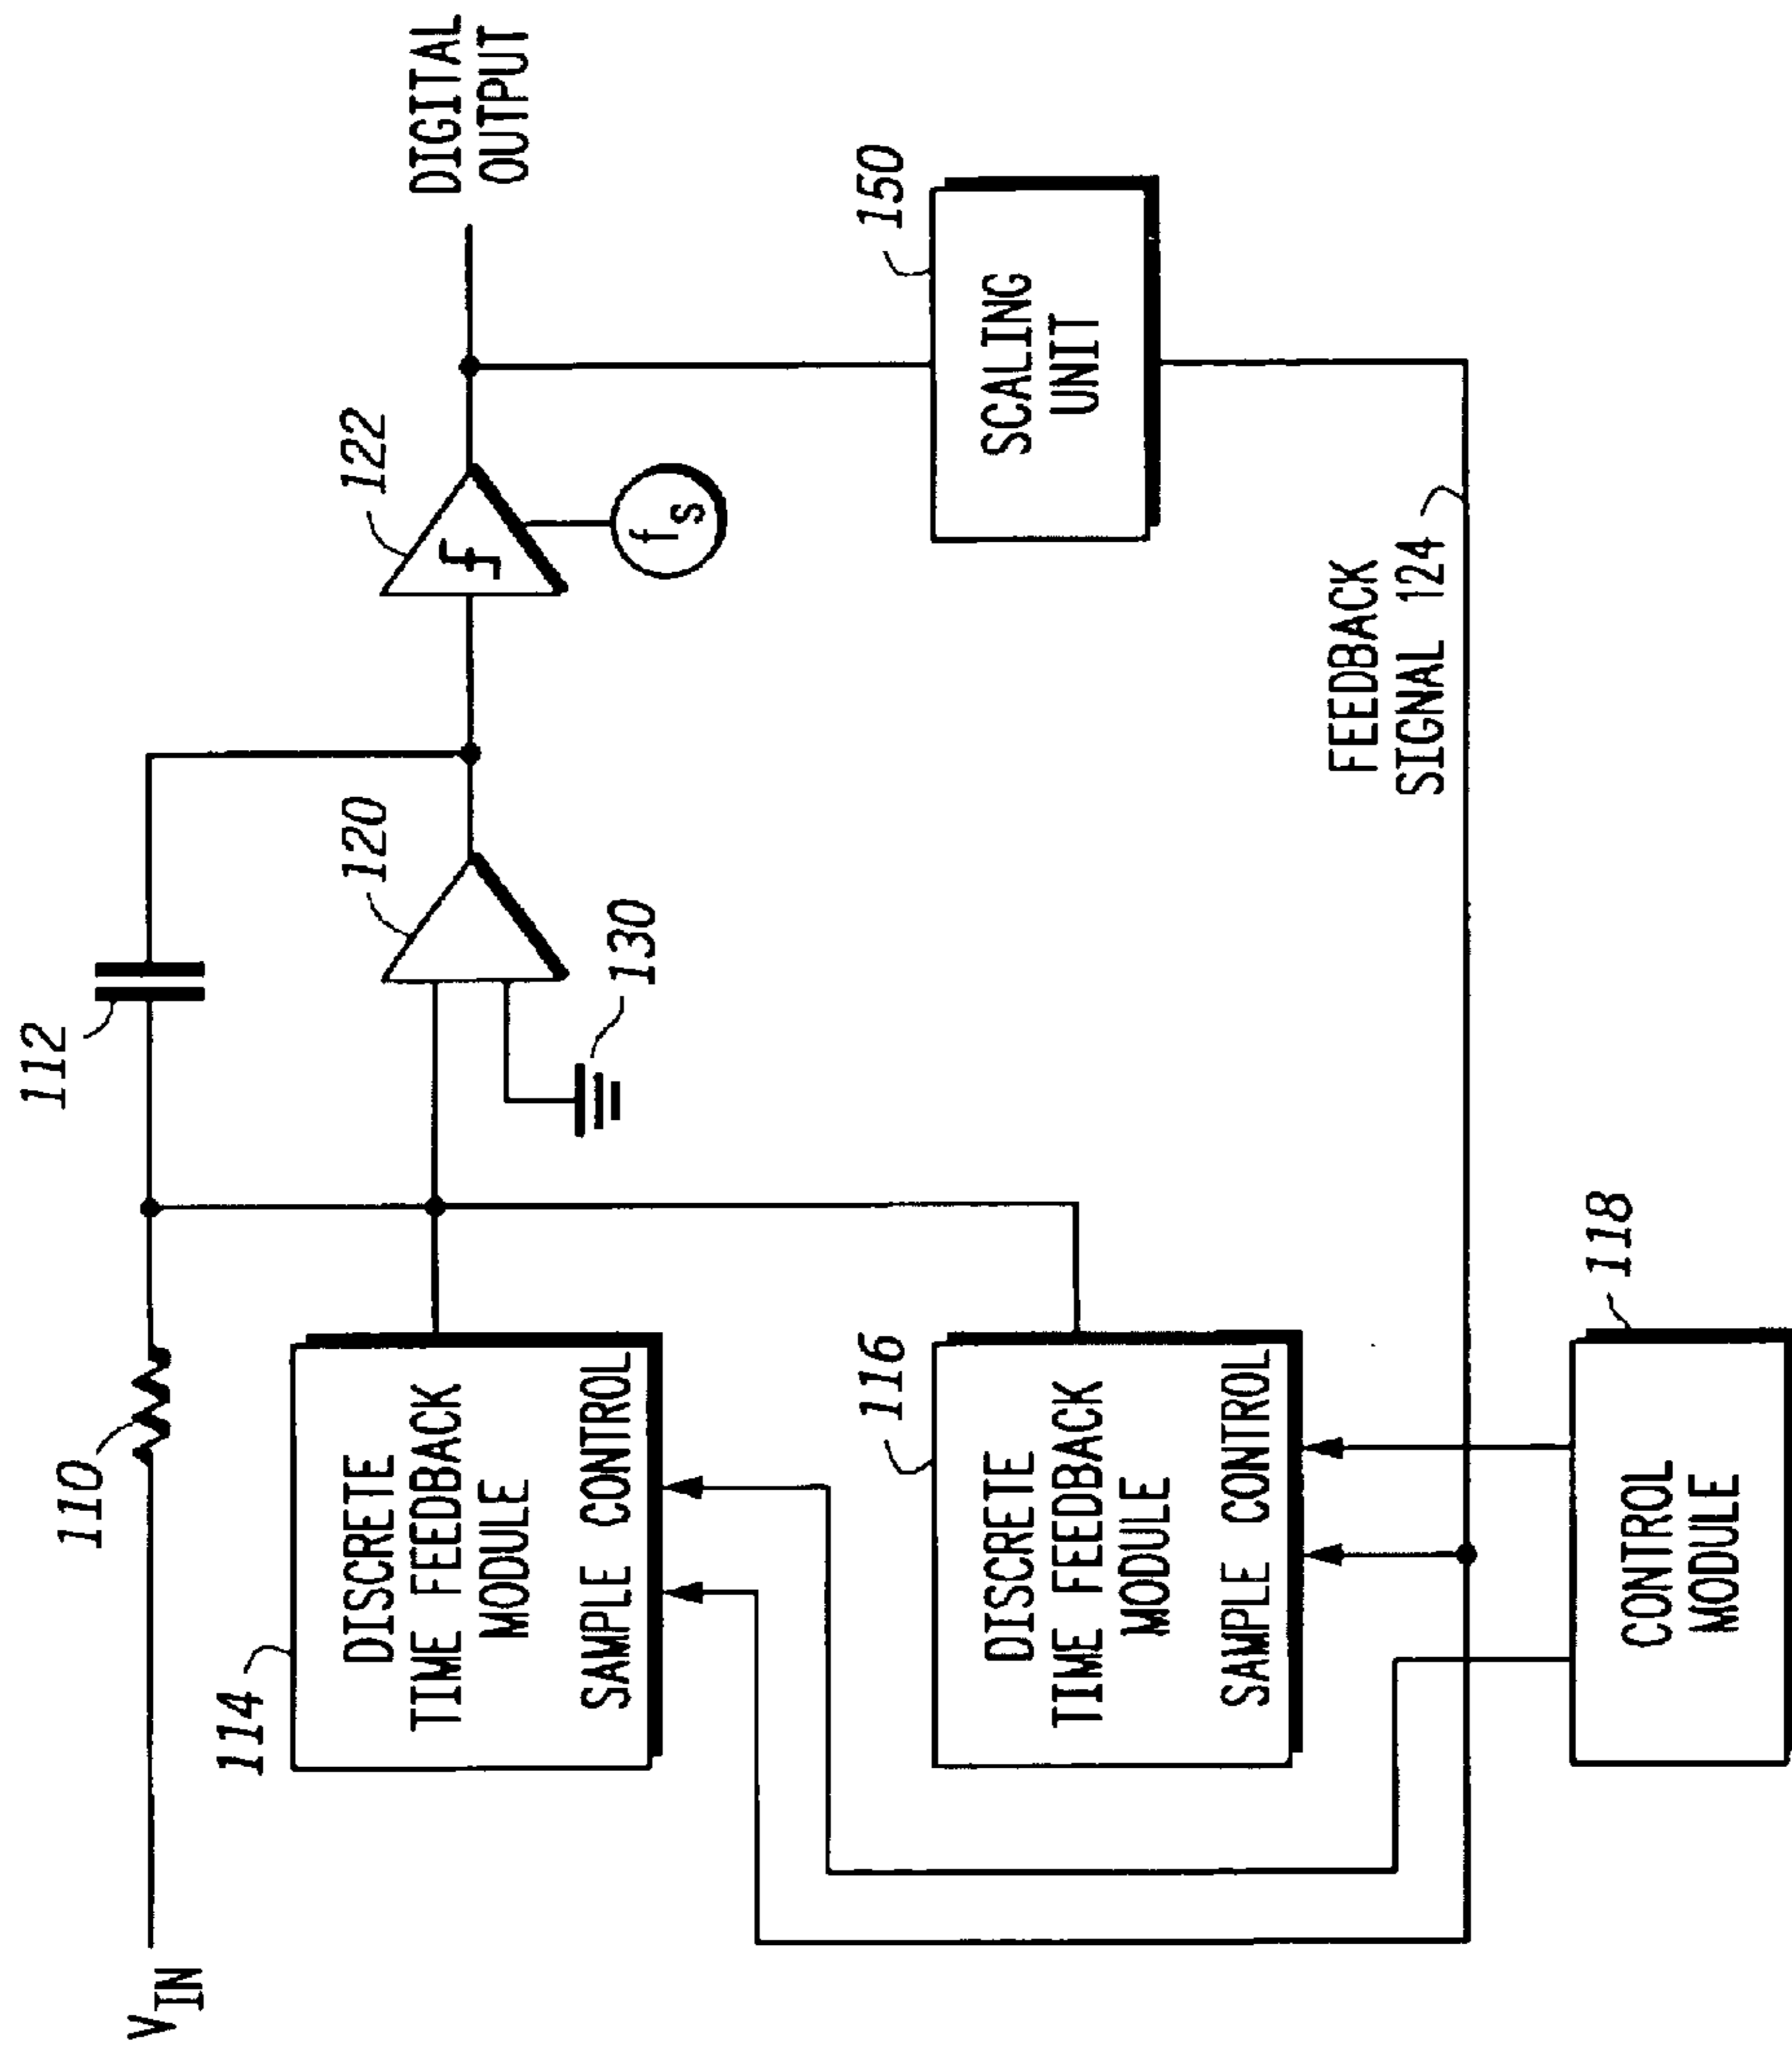 V IN
110
112
114
DISCRETE
TIME FEEDBACK
MODULE
SAMPLE CONTROL
120
130
122
f s
DIGITAL
OUTPUT
116
DISCRETE
TIME FEEDBACK
MODULE
SAMPLE CONTROL
150
SCALING
UNIT
FEEDBACK
SIGNAL 124
118
CONTROL
MODULE